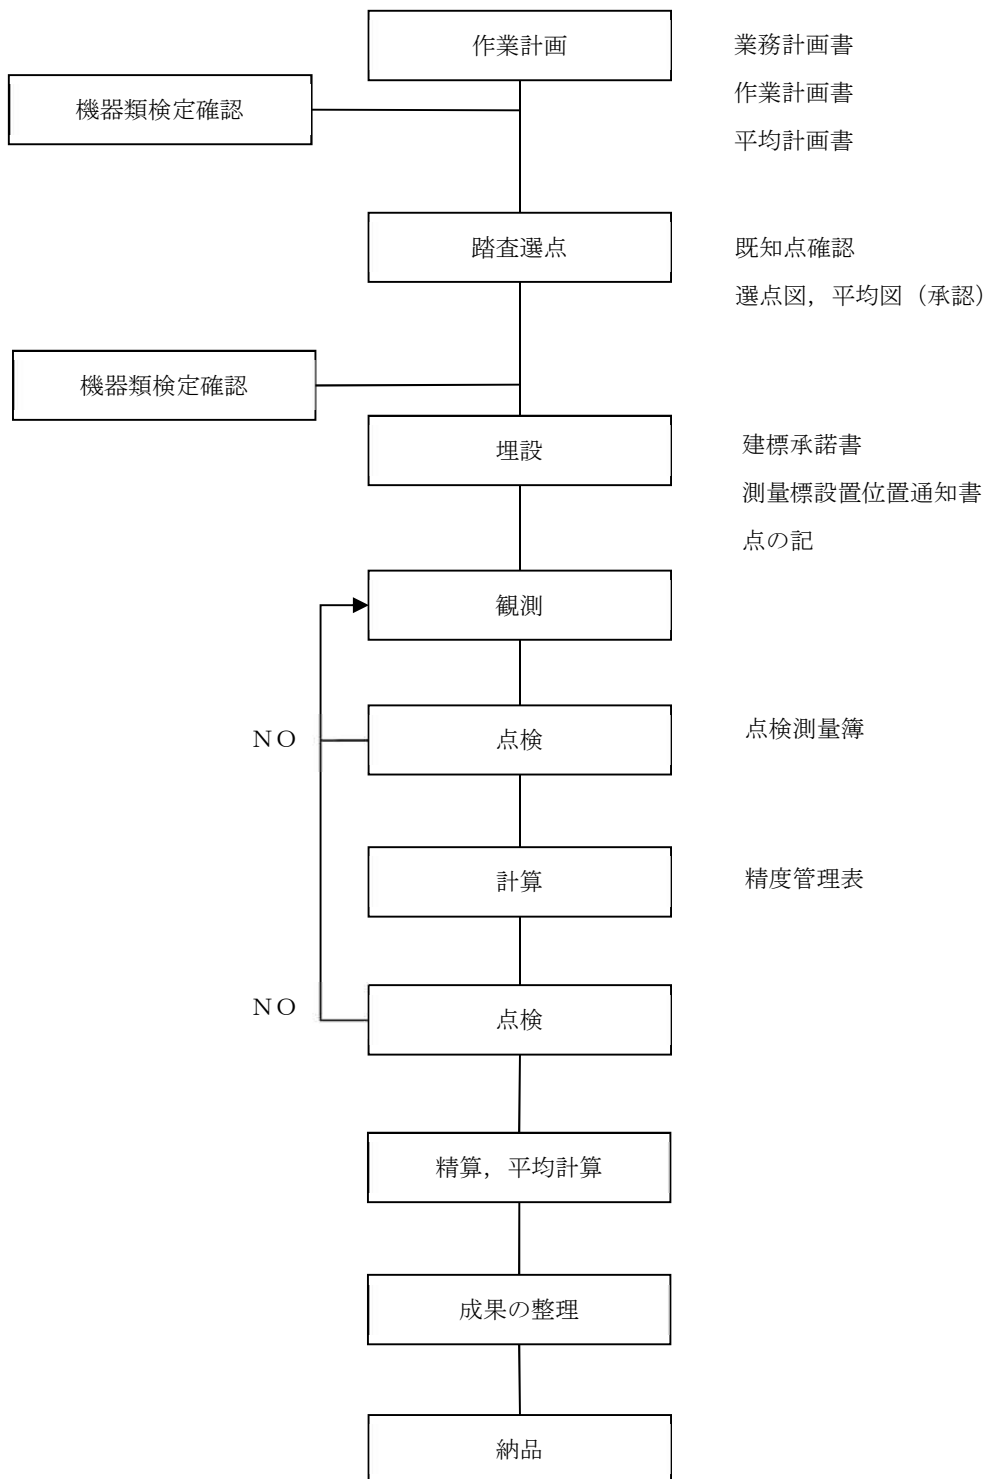 作業計画
業務計画書
作業計画書
平均計画書
機器類検定確認
踏査選点
既知点確認
選点図，平均図（承認）
機器類検定確認
埋設
建標承諾書
測量標設置位置通知書
点の記
観測
NO
点検
点検測量簿
計算
精度管理表
NO
点検
精算，平均計算
成果の整理
納品